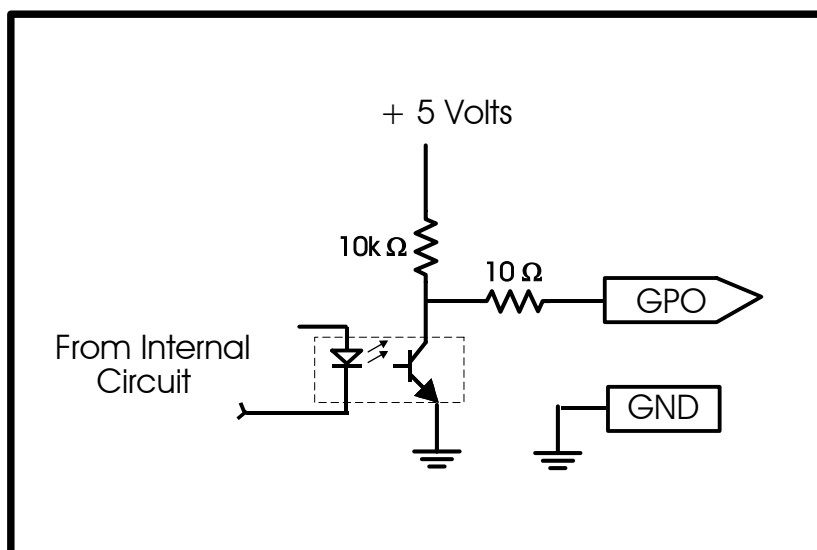 + 5 Volts
10k Ω
10 Ω
GPO
From Internal
Circuit
GND